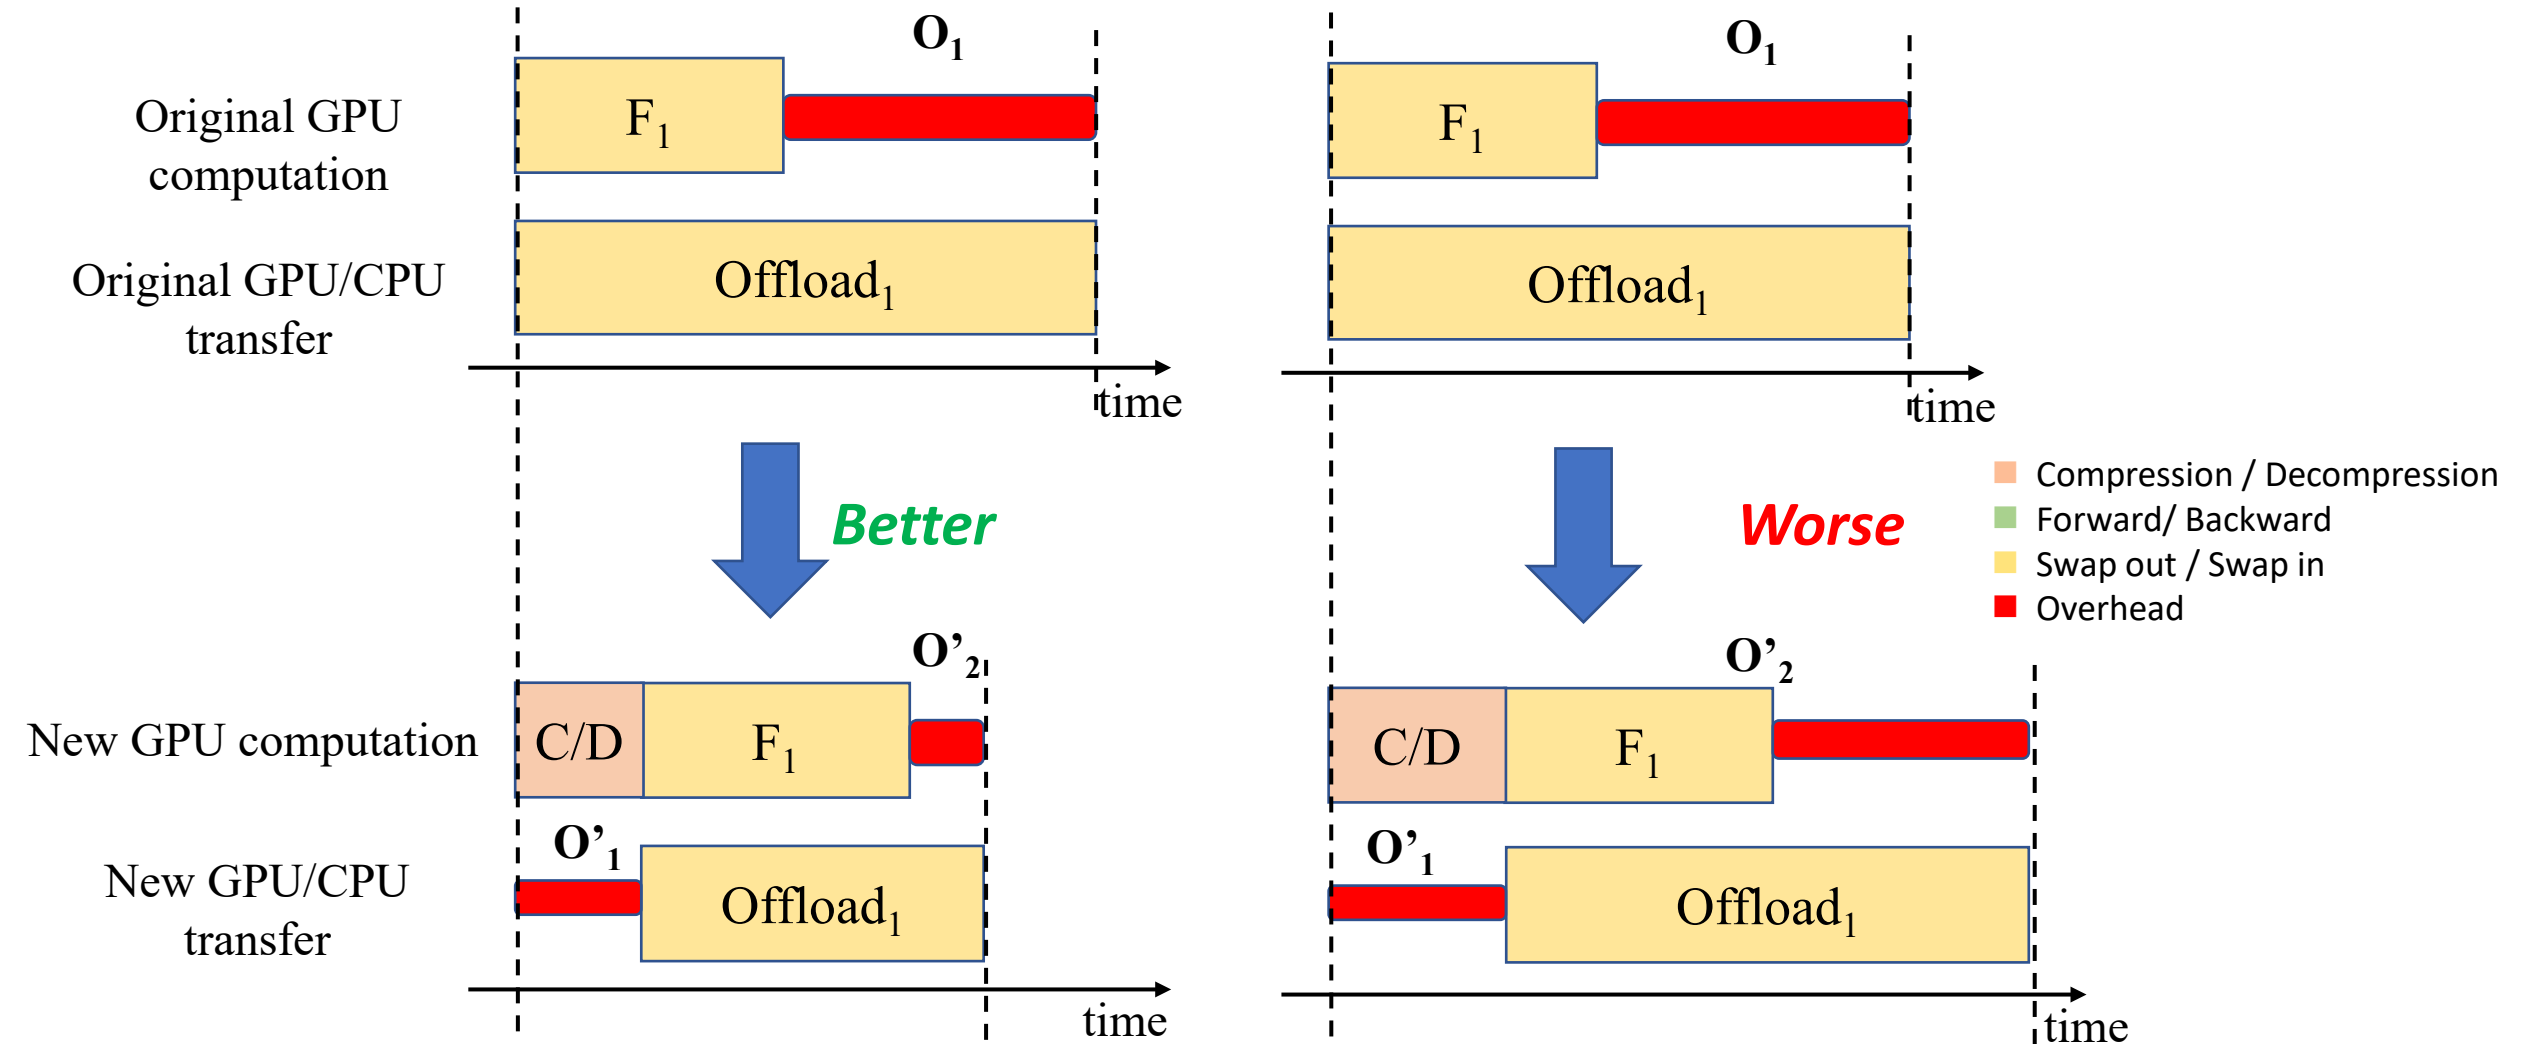 O1
F1
Original GPU
computation
Offload1
Original GPU/CPU
transfer
time
O1
F1
Offload1
time
Better
Worse
Compression / Decompression
Forward/ Backward
Swap out / Swap in
Overhead
O’2
C/D
F1
New GPU computation
O’1
Offload1
New GPU/CPU
transfer
time
O’2
C/D
F1
O’1
Offload1
time